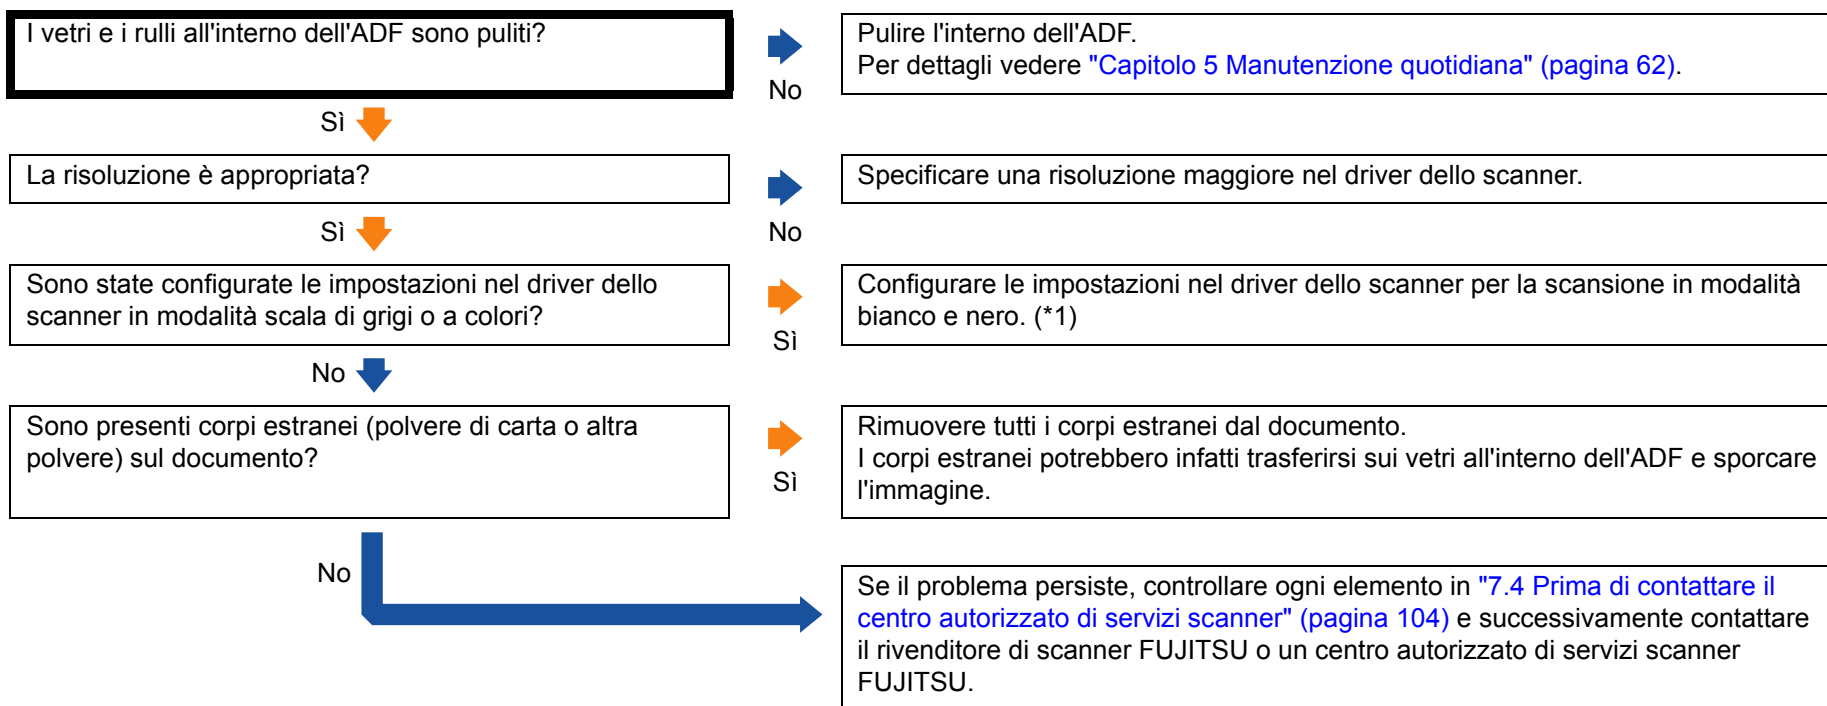 I vetri e i rulli all'interno dell'ADF sono puliti?
No
Pulire l'interno dell'ADF.
Per dettagli vedere "Capitolo 5 Manutenzione quotidiana" (pagina 62).
Sì
La risoluzione è appropriata?
No
Specificare una risoluzione maggiore nel driver dello scanner.
Sì
Sono state configurate le impostazioni nel driver dello
scanner in modalità scala di grigi o a colori?
Sì
Configurare le impostazioni nel driver dello scanner per la scansione in modalità
bianco e nero. (*1)
No
Sono presenti corpi estranei (polvere di carta o altra
polvere) sul documento?
Sì
Rimuovere tutti i corpi estranei dal documento.
I corpi estranei potrebbero infatti trasferirsi sui vetri all'interno dell'ADF e sporcare
l'immagine.
No
Se il problema persiste, controllare ogni elemento in "7.4 Prima di contattare il
centro autorizzato di servizi scanner" (pagina 104) e successivamente contattare
il rivenditore di scanner FUJITSU o un centro autorizzato di servizi scanner
FUJITSU.